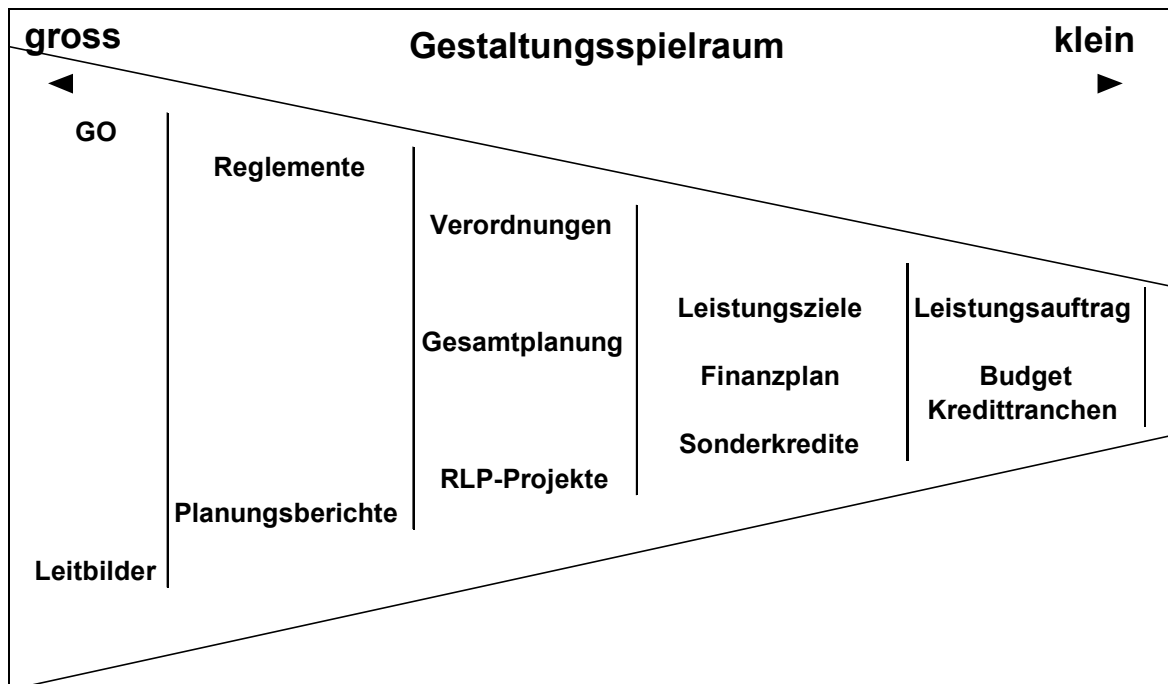 gross
Gestaltungsspielraum
klein
GO
Leitbilder
Reglemente
Planungsberichte
Verordnungen
Gesamtplanung
RLP-Projekte
Leistungsziele
Finanzplan
Sonderkredite
Leistungsauftrag
Budget
Kredittranchen